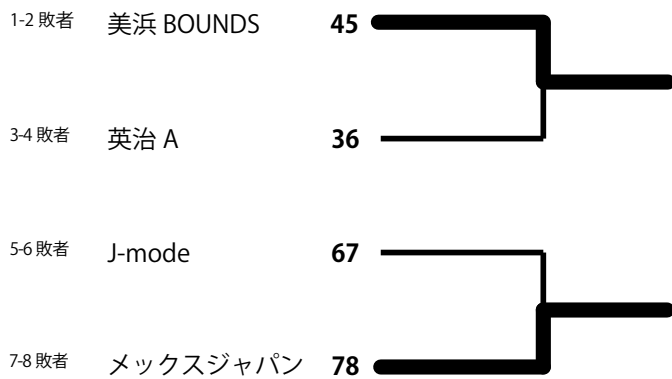 1-2 敗者 美浜 BOUNDS 45
3-4 敗者 英治 A 36
5-6 敗者 J-mode 67
7-8 敗者 メックスジャパン 78